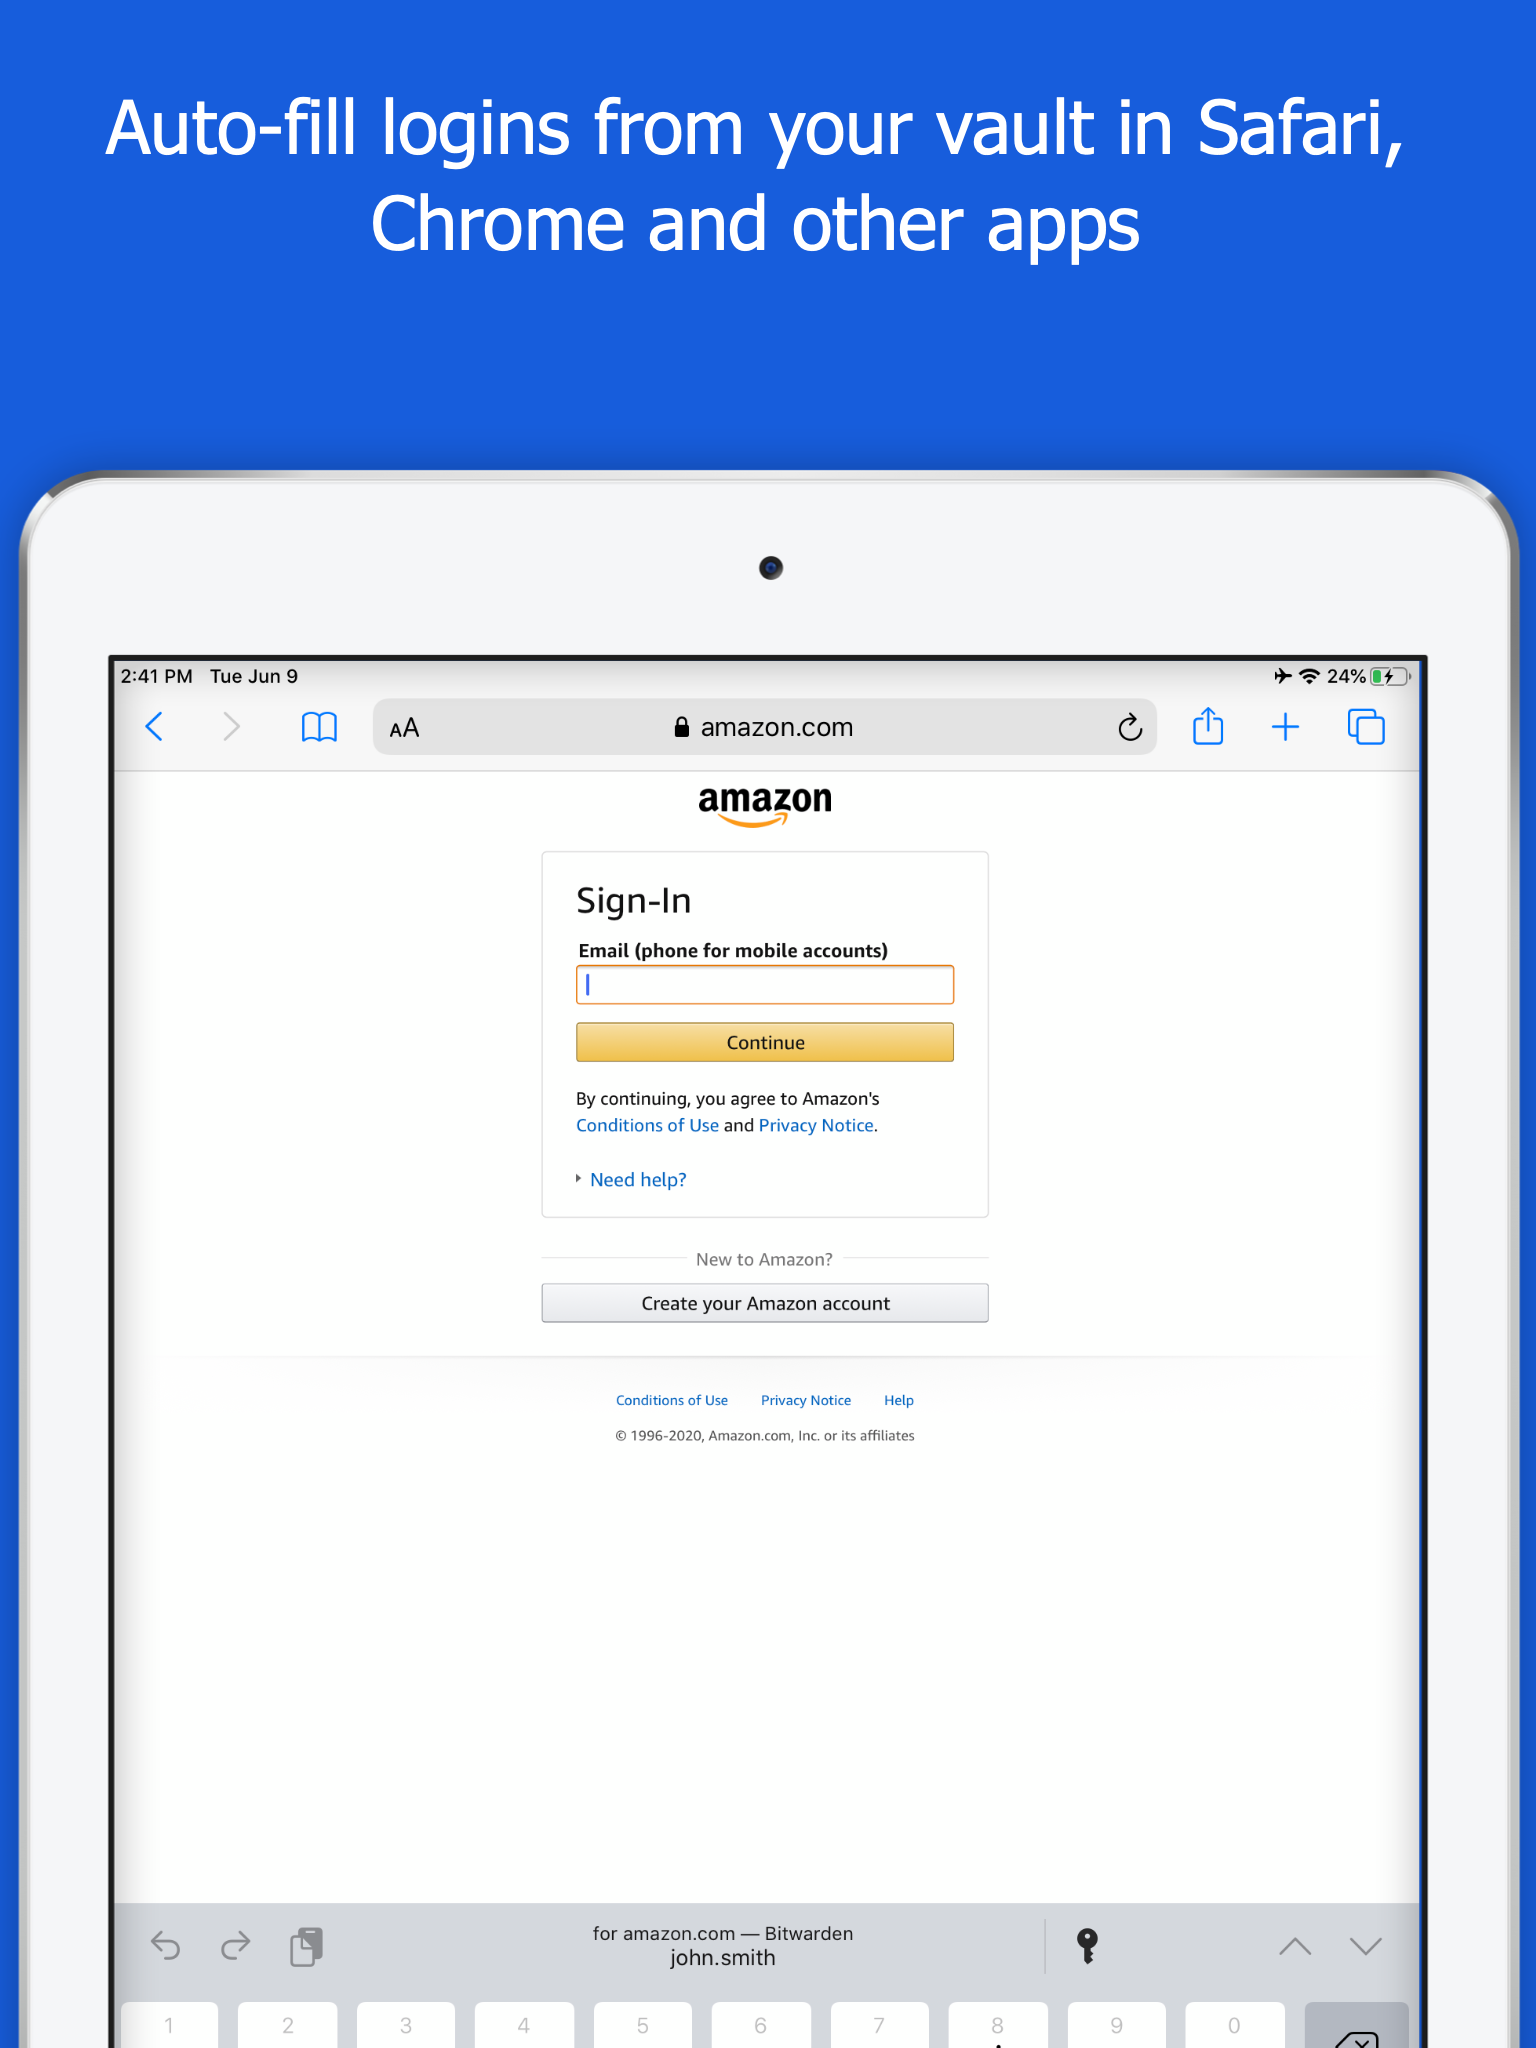 Auto-fill logins from your vault in Safari,
Chrome and other apps
2:41 PM Tue Jun 9 24%
AA amazon.com
amazon
Sign-In
Email (phone for mobile accounts)
Continue
By continuing, you agree to Amazon's
Conditions of Use and Privacy Notice.
Need help?
New to Amazon?
Create your Amazon account
Conditions of Use Privacy Notice Help
© 1996-2020, Amazon.com, Inc. or its affiliates
for amazon.com — Bitwarden
john.smith
1 2 3 4 5 6 7 8 9 0